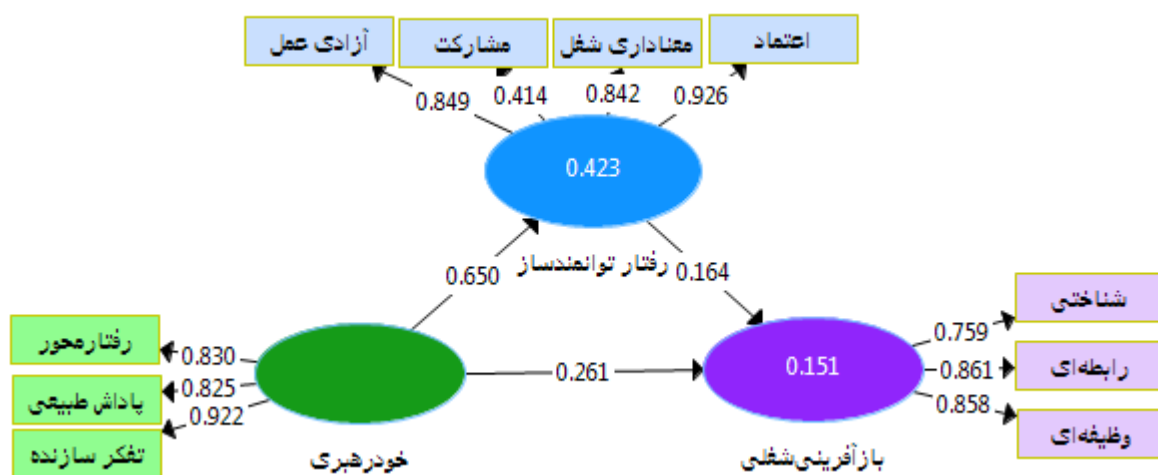 آزادی عمل
مشارکت
معناداری شغل
اعتماد
0.849
0.414
0.842
0.926
0.423
رفتار توانمندساز
0.650
0.164
شناختی
رفتارمحور
0.830
0.759
0.825
0.261
0.151
0.861
رابطه‌ای
پاداش طبیعی
0.922
0.858
وظیفه‌ای
تفکر سازنده
خودرهبری
بازآفرینی‌شغلی